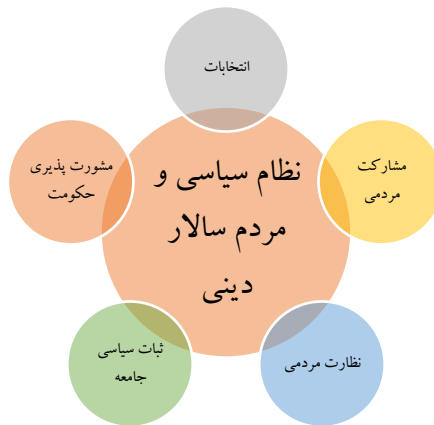 انتخابات
مشارکت
مردمی
نظارت مردمی
ثبات سیاسی
جامعه
مشورت پذیری
حکومت
نظام سیاسی و
مردم سالار
دینی